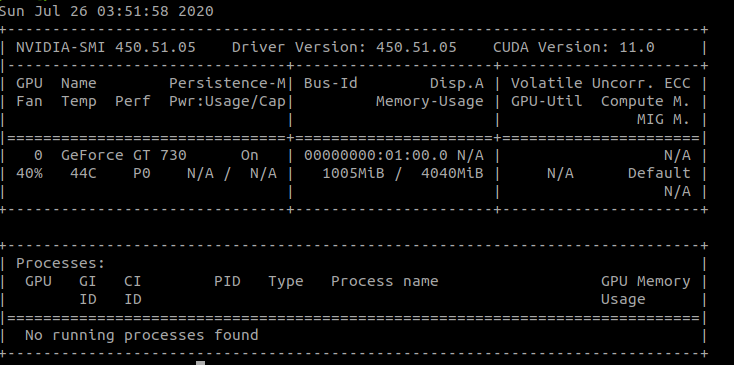 Sun Jul 26 03:51:58 2020
+-----------------------------------------------------------------------------+
| NVIDIA-SMI 450.51.05    Driver Version: 450.51.05    CUDA Version: 11.0     |
|-------------------------------+----------------------+----------------------+
| GPU  Name        Persistence-M| Bus-Id        Disp.A | Volatile Uncorr. ECC |
| Fan  Temp  Perf  Pwr:Usage/Cap|         Memory-Usage | GPU-Util  Compute M. |
|                               |                      |               MIG M. |
|===============================+======================+======================|
|   0  GeForce GT 730      On   | 00000000:01:00.0 N/A |                  N/A |
| 40%   44C    P0    N/A /  N/A |   1005MiB /  4040MiB |     N/A      Default |
|                               |                      |                  N/A |
+-------------------------------+----------------------+----------------------+

+-----------------------------------------------------------------------------+
| Processes:                                                                  |
|  GPU   GI   CI        PID   Type   Process name                  GPU Memory |
|        ID   ID                                                   Usage      |
|=============================================================================|
|  No running processes found                                                 |
+-----------------------------------------------------------------------------+